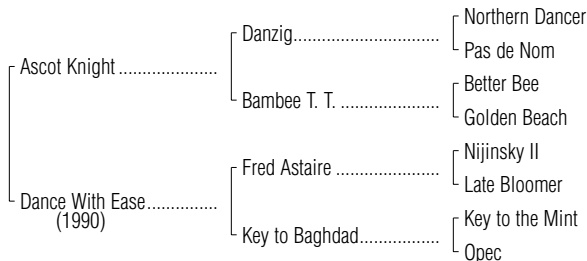 Northern Dancer
Danzig..............................
Pas de Nom
Ascot Knight ....................
Better Bee
Bambee T. T. ....................
Golden Beach
Nijinsky II
Fred Astaire .....................
Late Bloomer
Dance With Ease..............
(1990)
Key to the Mint
Key to Baghdad................
Opec